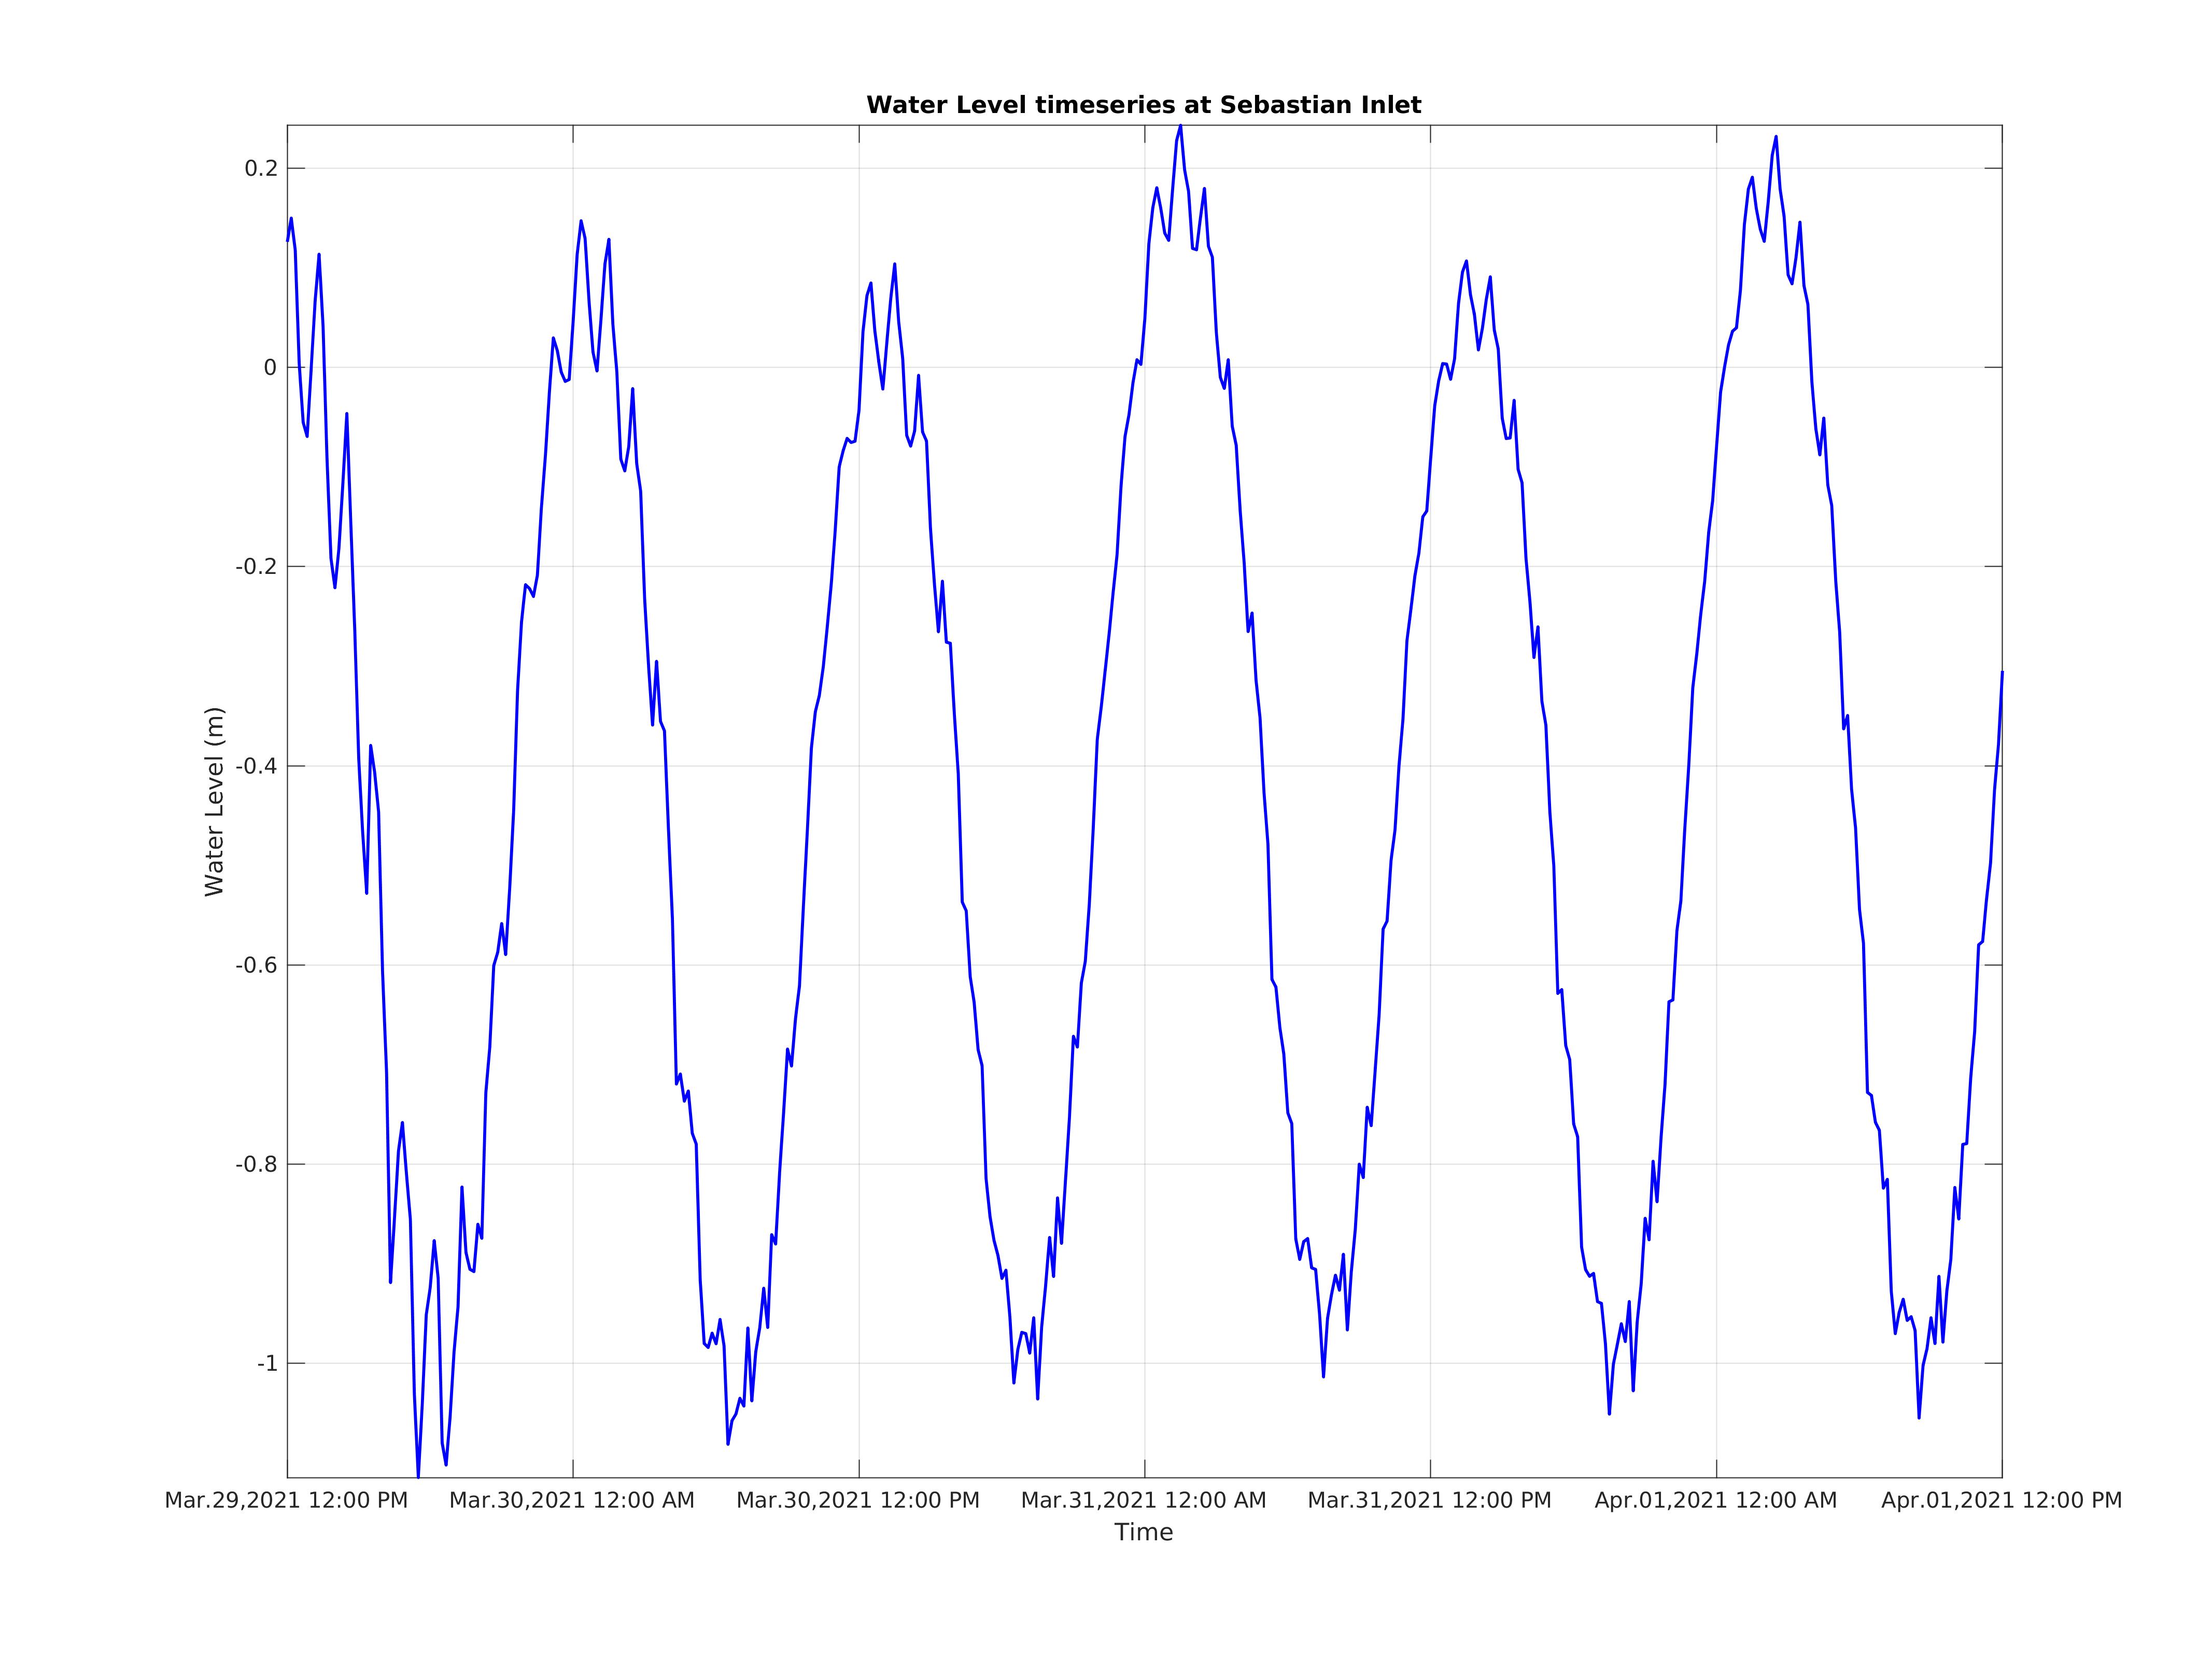 Water Level timeseries at Sebastian Inlet
0.2
0
-0.2
-0.4
-0.6
-0.8
-1
Water Level (m)
Mar.29,2021 12:00 PM
Mar.30,2021 12:00 AM
Mar.30,2021 12:00 PM
Mar.31,2021 12:00 AM
Mar.31,2021 12:00 PM
Apr.01,2021 12:00 AM
Apr.01,2021 12:00 PM
Time